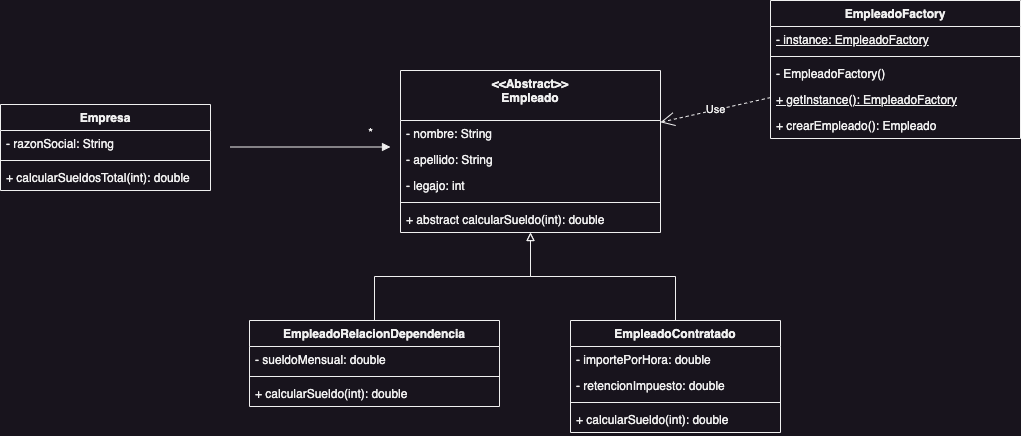 EmpleadoFactory
- instance: EmpleadoFactory
- EmpleadoFactory()
+ getInstance(): EmpleadoFactory
+ crearEmpleado(): Empleado
Use
<<Abstract>>
Empleado
- nombre: String
- apellido: String
- legajo: int
+ abstract calcularSueldo(int): double
Empresa
- razonSocial: String
+ calcularSueldosTotal(int): double
*
EmpleadoRelacionDependencia
- sueldoMensual: double
+ calcularSueldo(int): double
EmpleadoContratado
- importePorHora: double
- retencionImpuesto: double
+ calcularSueldo(int): double